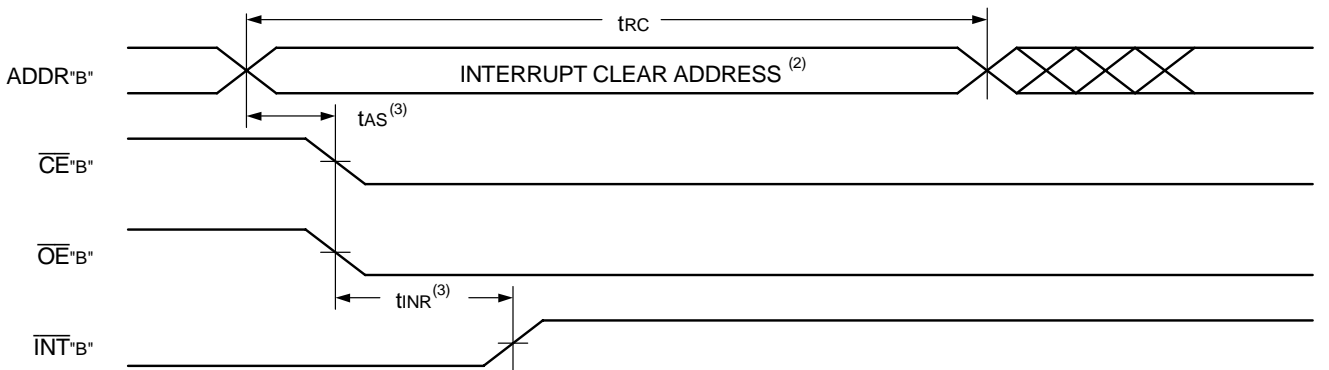 tRC
ADDR"B"
INTERRUPT CLEAR ADDRESS (2)
tAS(3)
CE"B"
OE"B"
tINR(3)
INT"B"